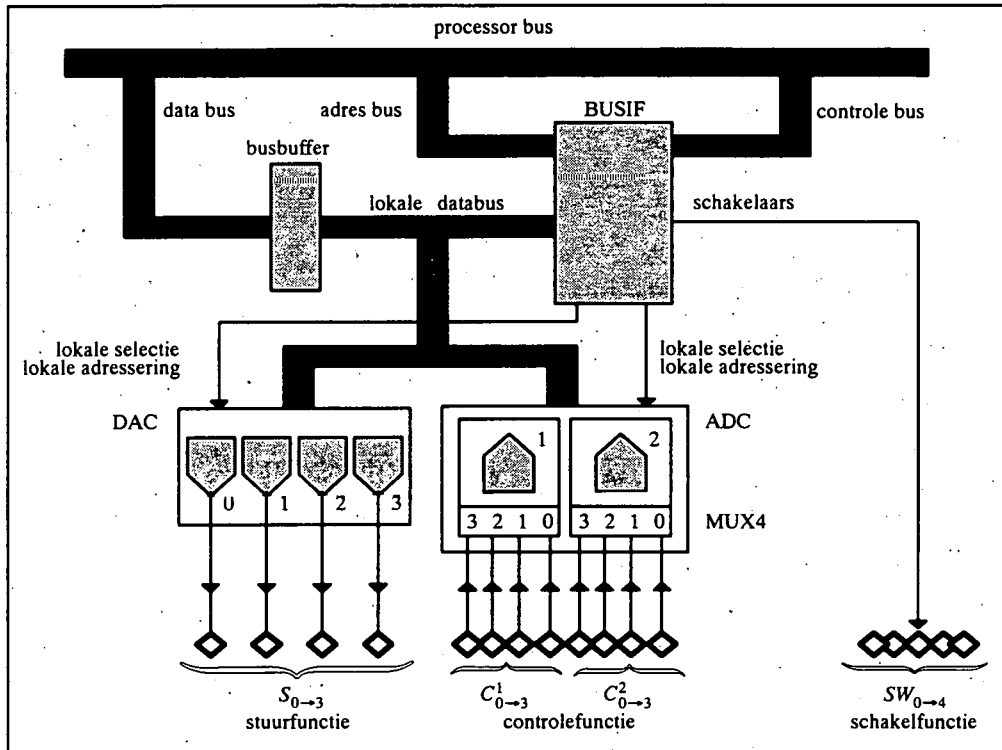 processor bus
data bus
adres bus
BUSIF
controle bus
busbuffer
lokale databus
schakelaars
lokale selectie
lokale adressering
lokale selectie
lokale adressering
DAC
1
2
ADC
0 1 2 3
3 2 1 0
3 2 1 0
MUX4
S0→3
stuurfunctie
C¹0→3
C²0→3
controlefunctie
SW0→4
schakelfunctie